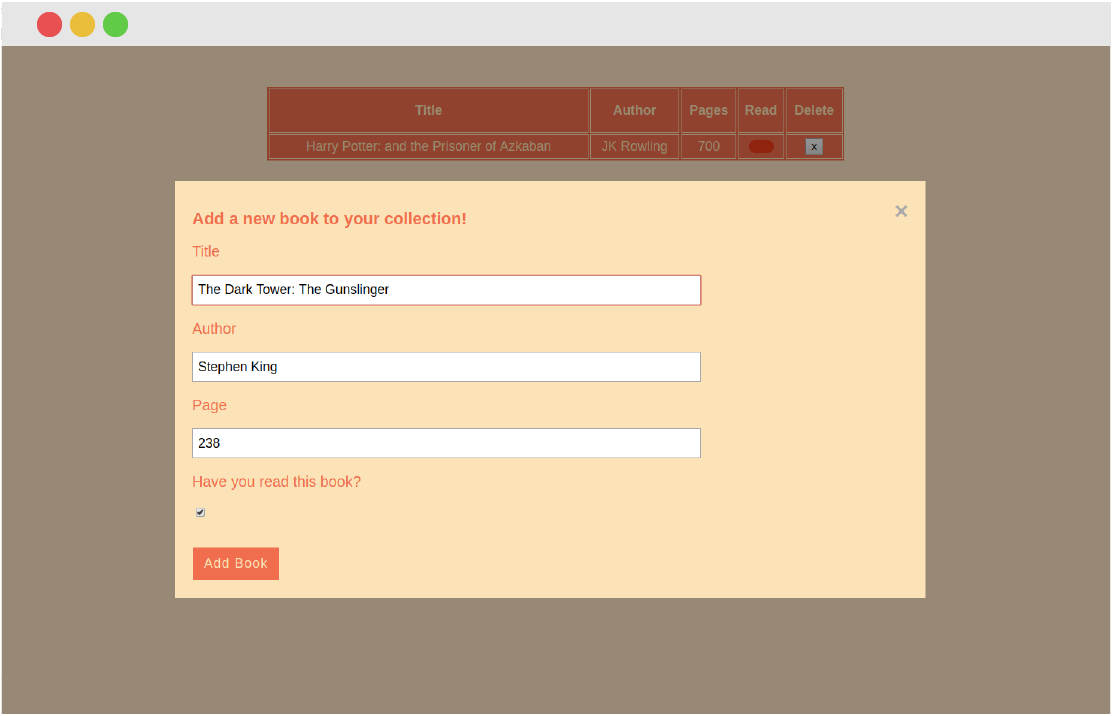 Title Author Pages Read Delete
Harry Potter: and the Prisoner of Azkaban JK Rowling 700 x
Add a new book to your collection! ×
Title
The Dark Tower: The Gunslinger
Author
Stephen King
Page
238
Have you read this book?
Add Book